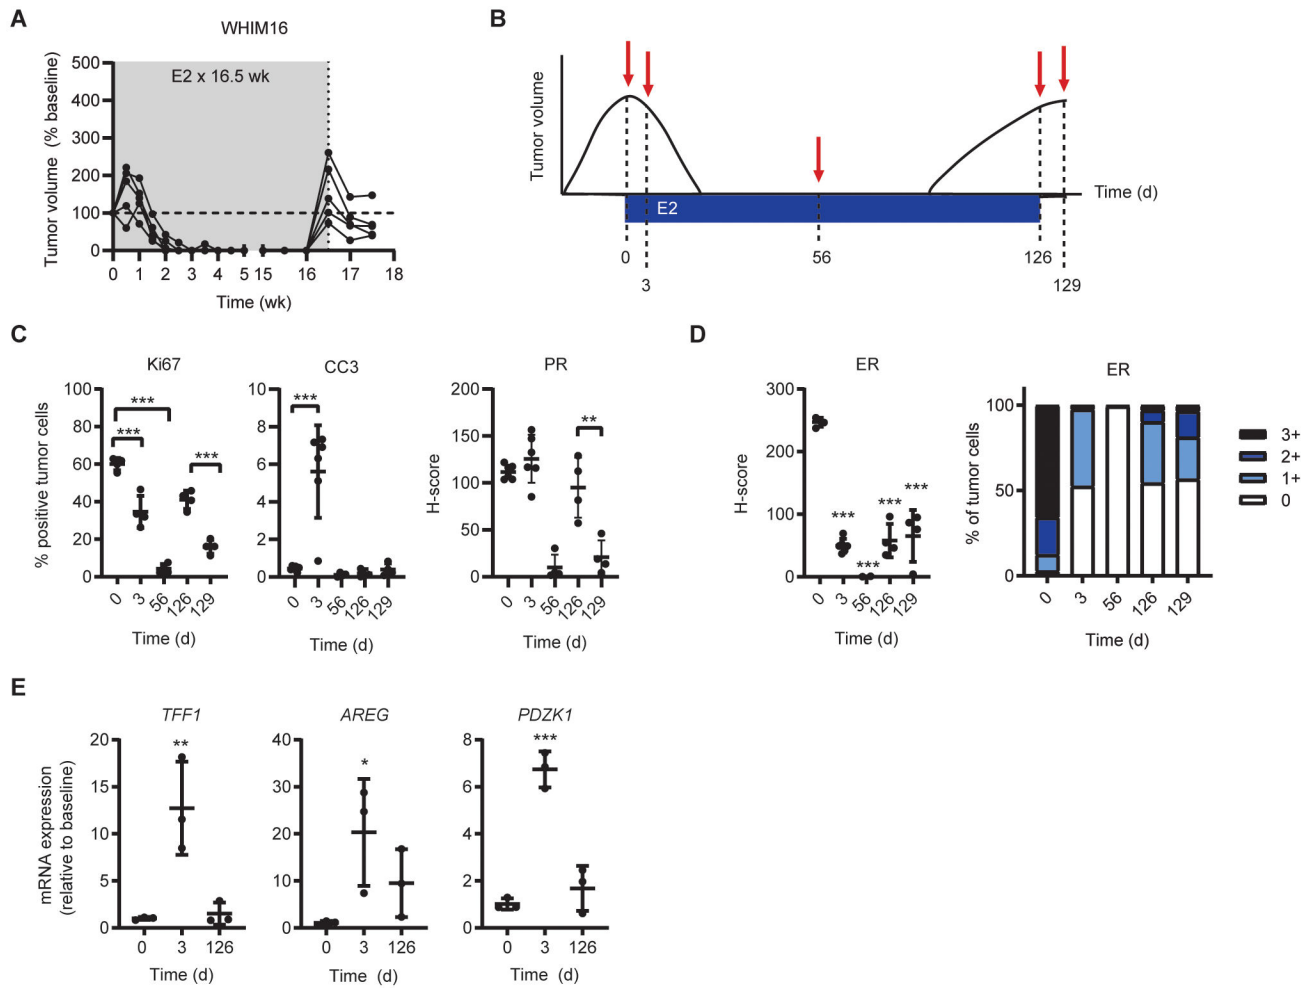 A
WHIM16
E2 x 16.5 wk
Tumor volume (% baseline)
500
400
300
200
100
0
0 1 2 3 4 5 15 16 17 18
Time (wk)
B
Tumor volume
E2
Time (d)
0 56 126
3 129
C
Ki67
% positive tumor cells
100
80
60
40
20
0
***
***
***
0 3 56 126 129
Time (d)
CC3
10
8
6
4
2
0
***
0 3 56 126 129
Time (d)
PR
H-score
200
150
100
50
0
**
0 3 56 126 129
Time (d)
D
ER
H-score
300
200
100
0
***
***
***
***
0 3 56 126 129
Time (d)
ER
% of tumor cells
100
50
0
0 3 56 126 129
Time (d)
3+
2+
1+
0
E
TFF1
mRNA expression
(relative to baseline)
20
15
10
5
0
**
0 3 126
Time (d)
AREG
40
30
20
10
0
*
0 3 126
Time (d)
PDZK1
8
6
4
2
0
***
0 3 126
Time (d)